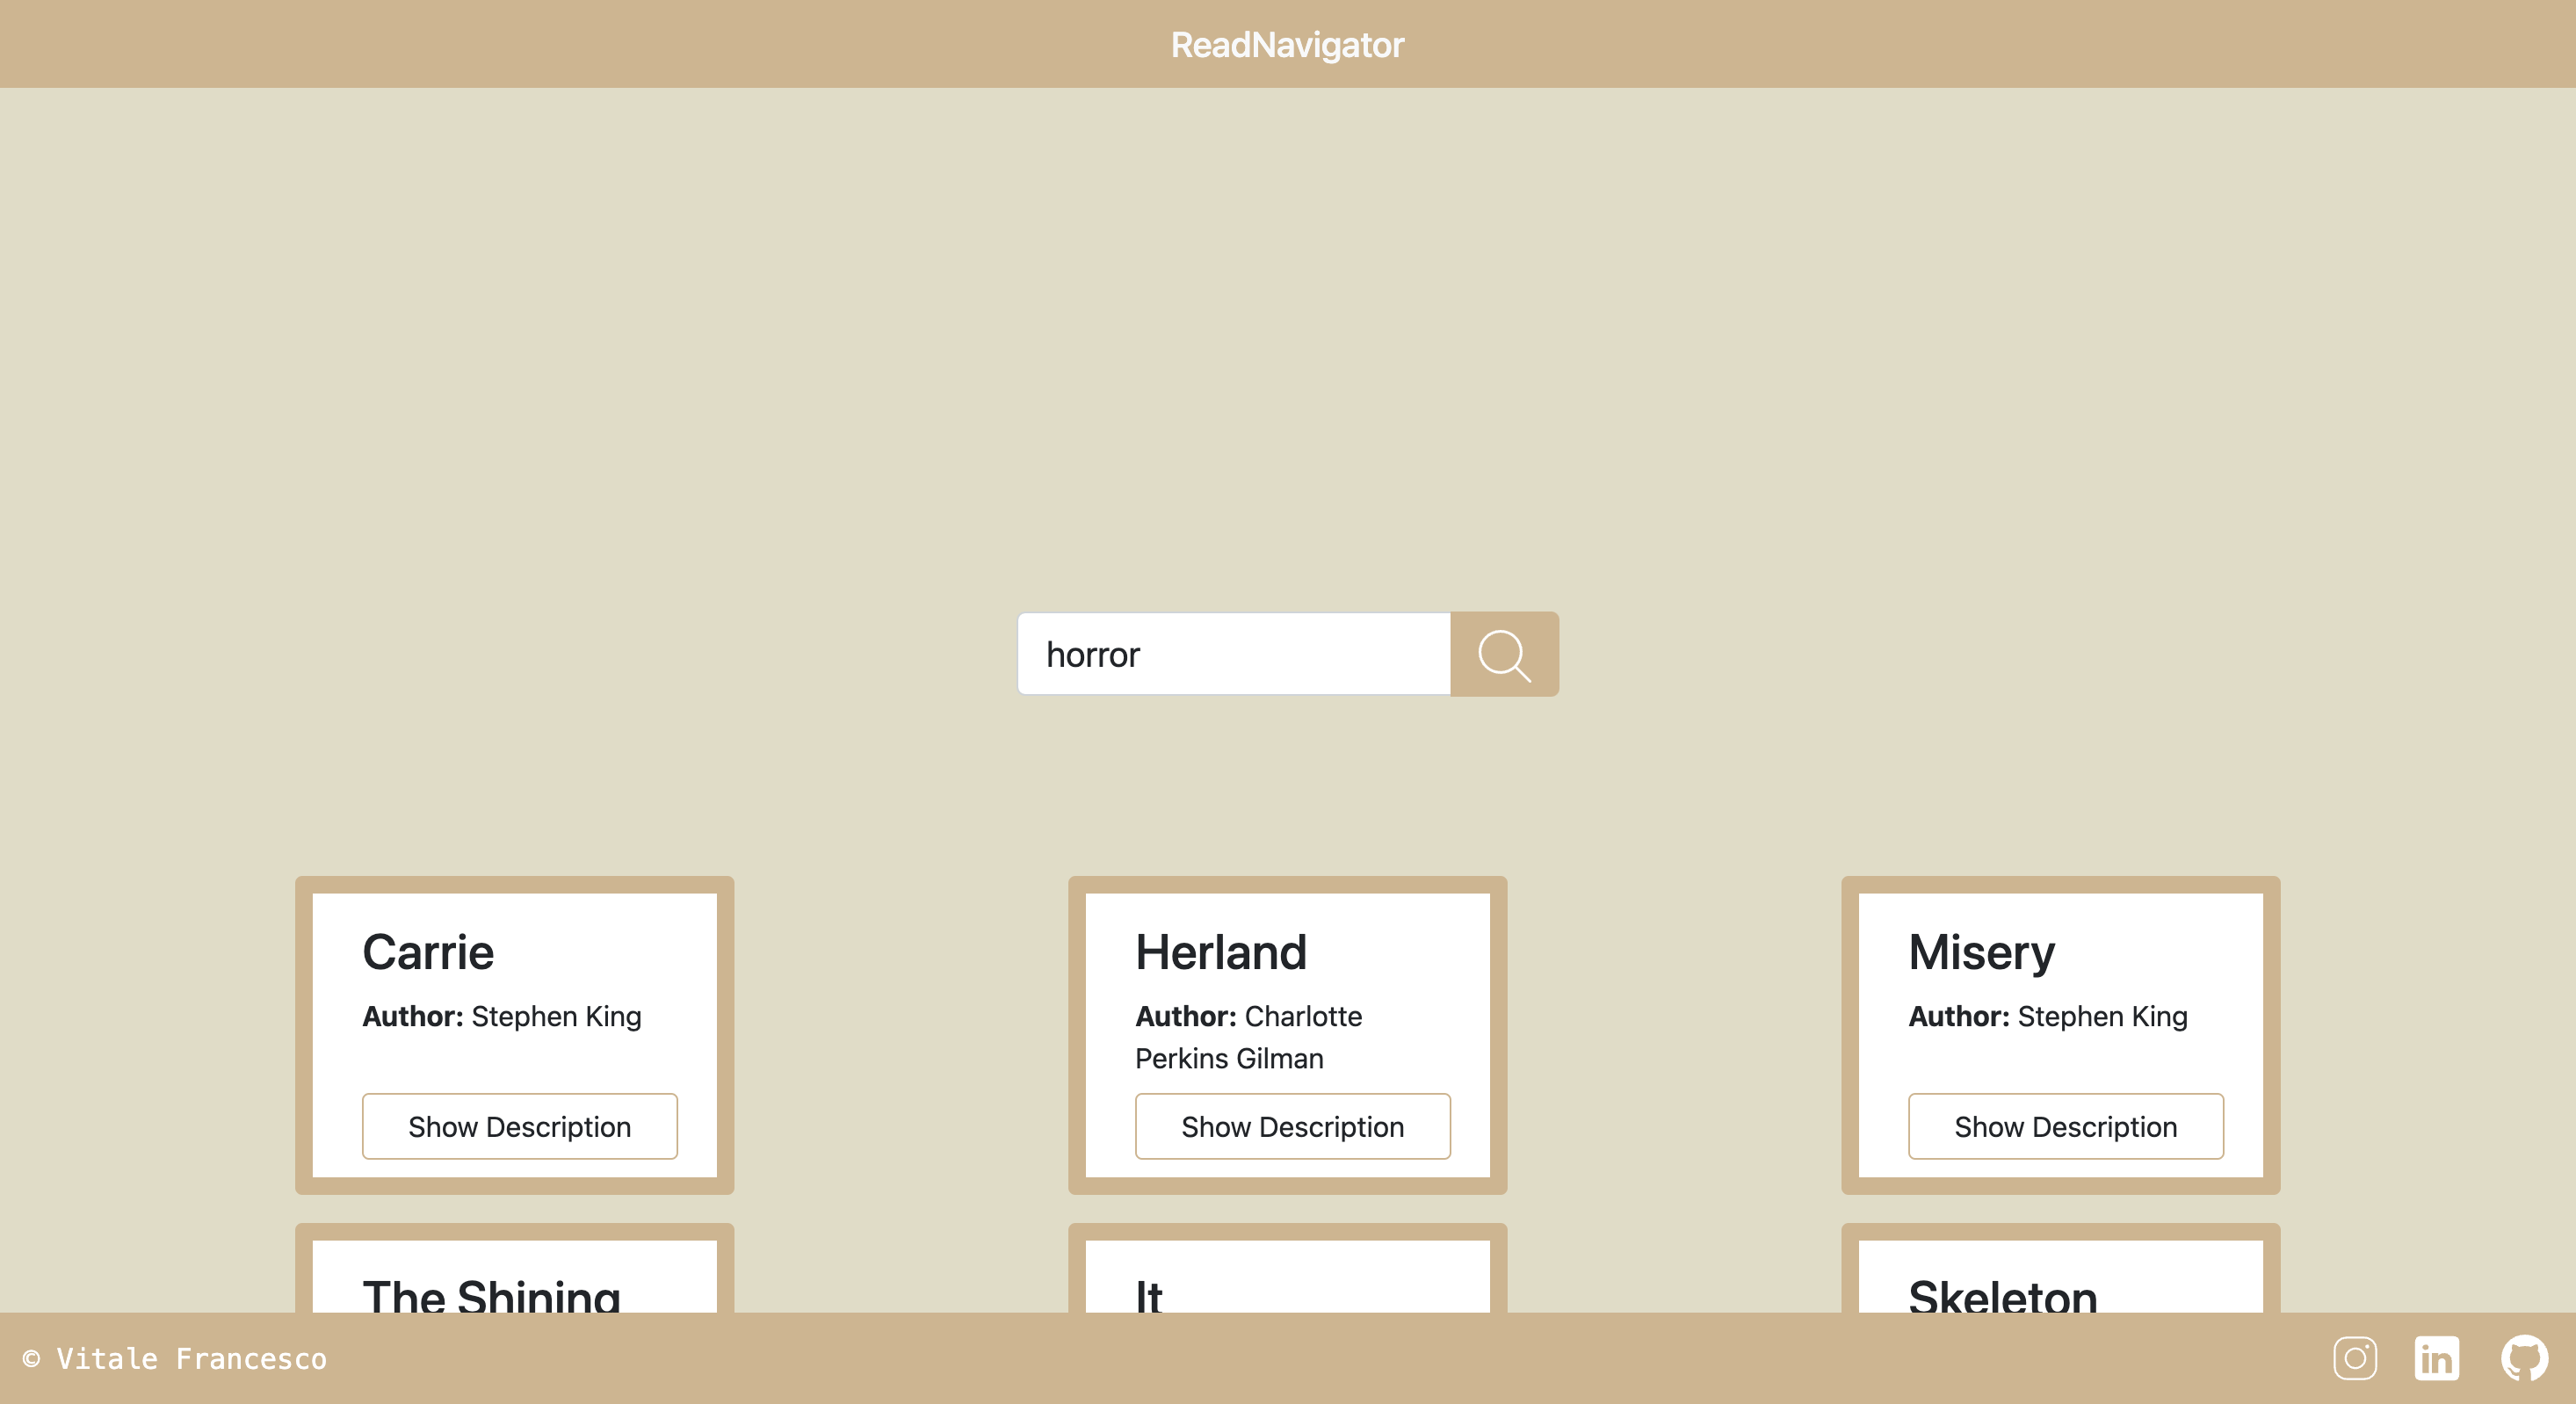 ReadNavigator
horror
Carrie
Author: Stephen King
Show Description
Herland
Author: Charlotte
Perkins Gilman
Show Description
Misery
Author: Stephen King
Show Description
The Shining
It
Skeleton
© Vitale Francesco
in